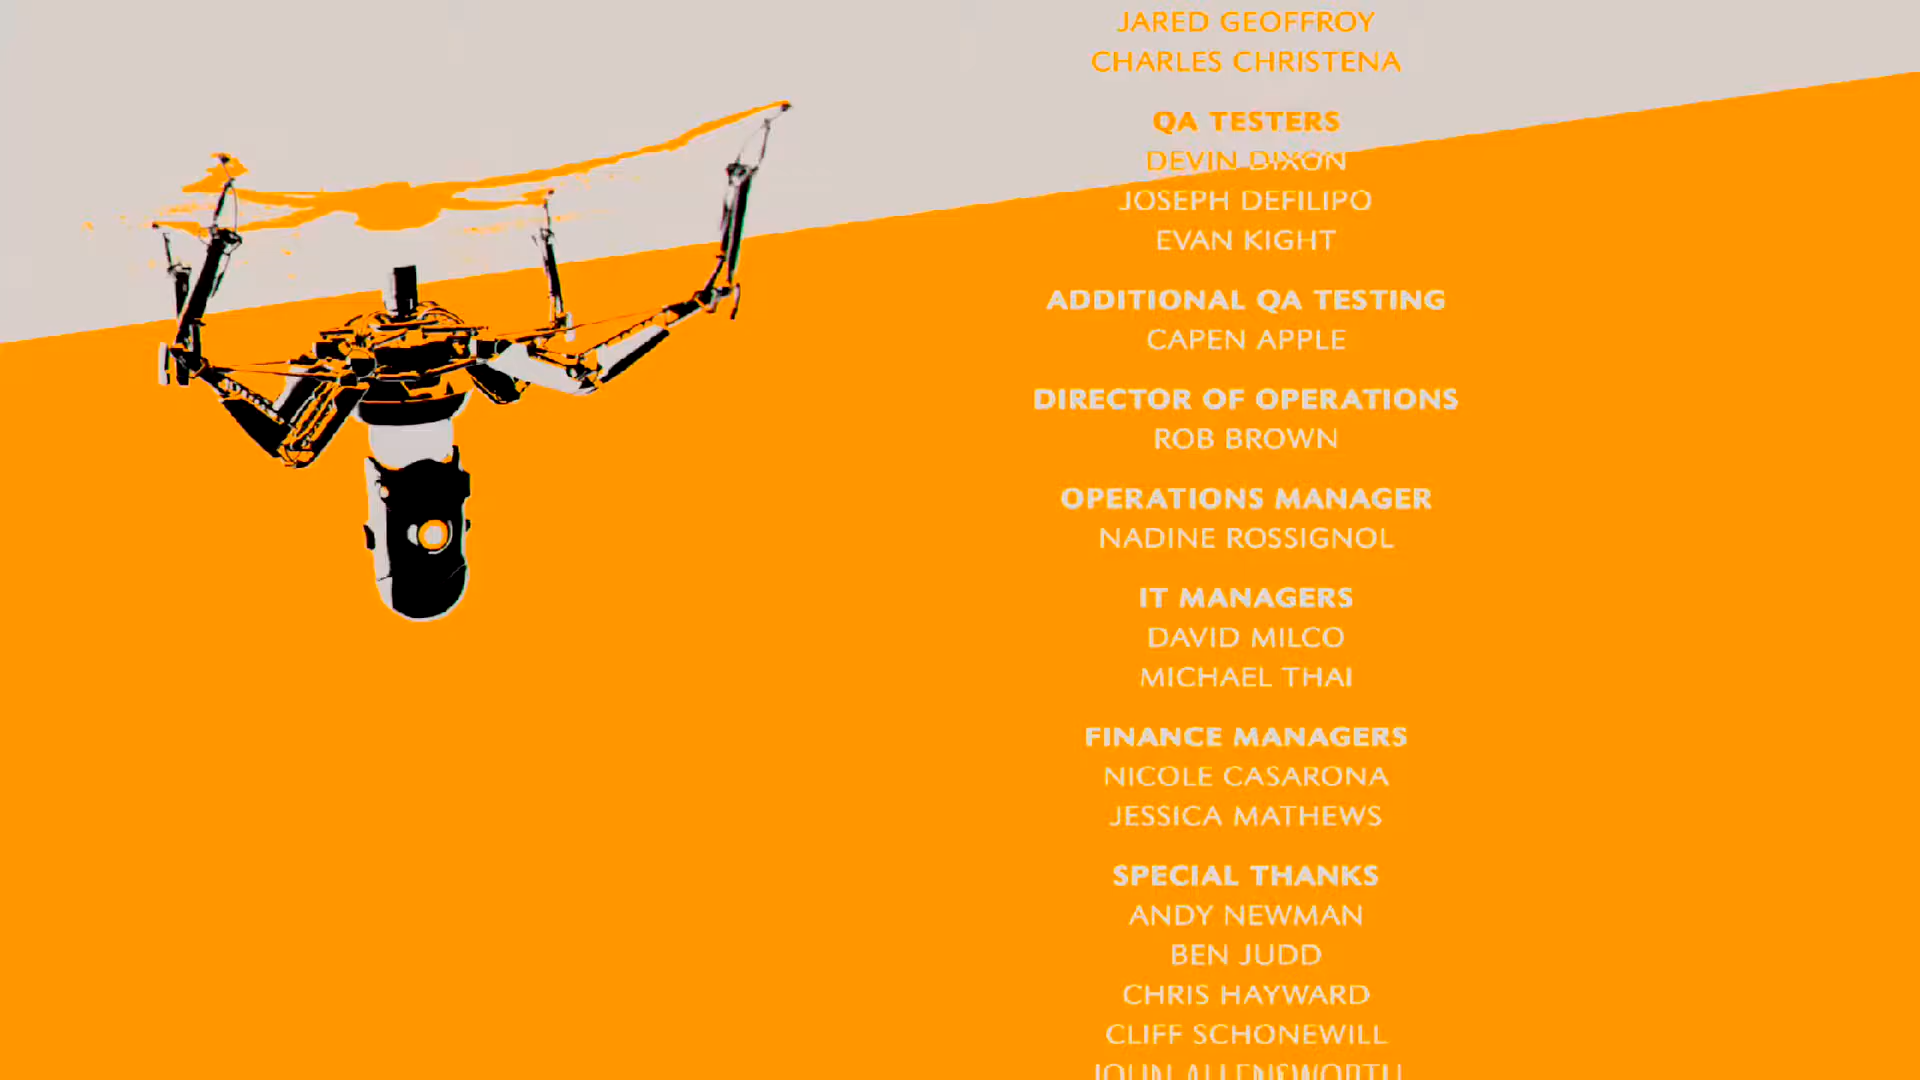 JARED GEOFFROY
CHARLES CHRISTENA
QA TESTERS
DEVIN DIXON
JOSEPH DEFILIPO
EVAN KIGHT
ADDITIONAL QA TESTING
CAPEN APPLE
DIRECTOR OF OPERATIONS
ROB BROWN
OPERATIONS MANAGER
NADINE ROSSIGNOL
IT MANAGERS
DAVID MILCO
MICHAEL THAI
FINANCE MANAGERS
NICOLE CASARONA
JESSICA MATHEWS
SPECIAL THANKS
ANDY NEWMAN
BEN JUDD
CHRIS HAYWARD
CLIFF SCHONEWILL
JOHN ALLENSWORTH